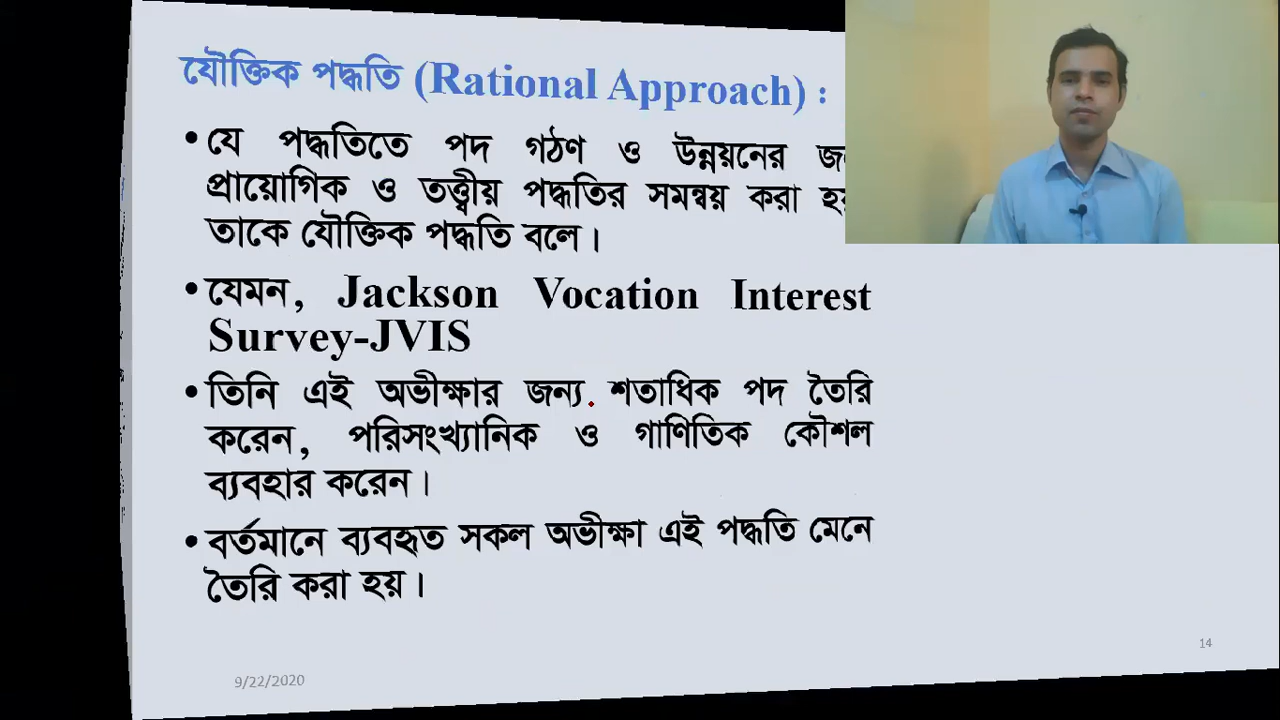 যৌক্তিক পদ্ধতি (Rational Approach) :
• যে পদ্ধতিতে পদ গঠণ ও উন্নয়নের
প্রায়োগিক ও তত্ত্বীয় পদ্ধতির সমন্বয় করা
তাকে যৌক্তিক পদ্ধতি বলে।
• যেমন, Jackson Vocation Interest
Survey-JVIS
• তিনি এই অভীক্ষার জন্য শতাধিক পদ তৈরি
করেন, পরিসংখ্যানিক ও গাণিতিক কৌশল
ব্যবহার করেন।
• বর্তমানে ব্যবহৃত সকল অভীক্ষা এই পদ্ধতি মেনে
তৈরি করা হয়।
14
9/22/2020